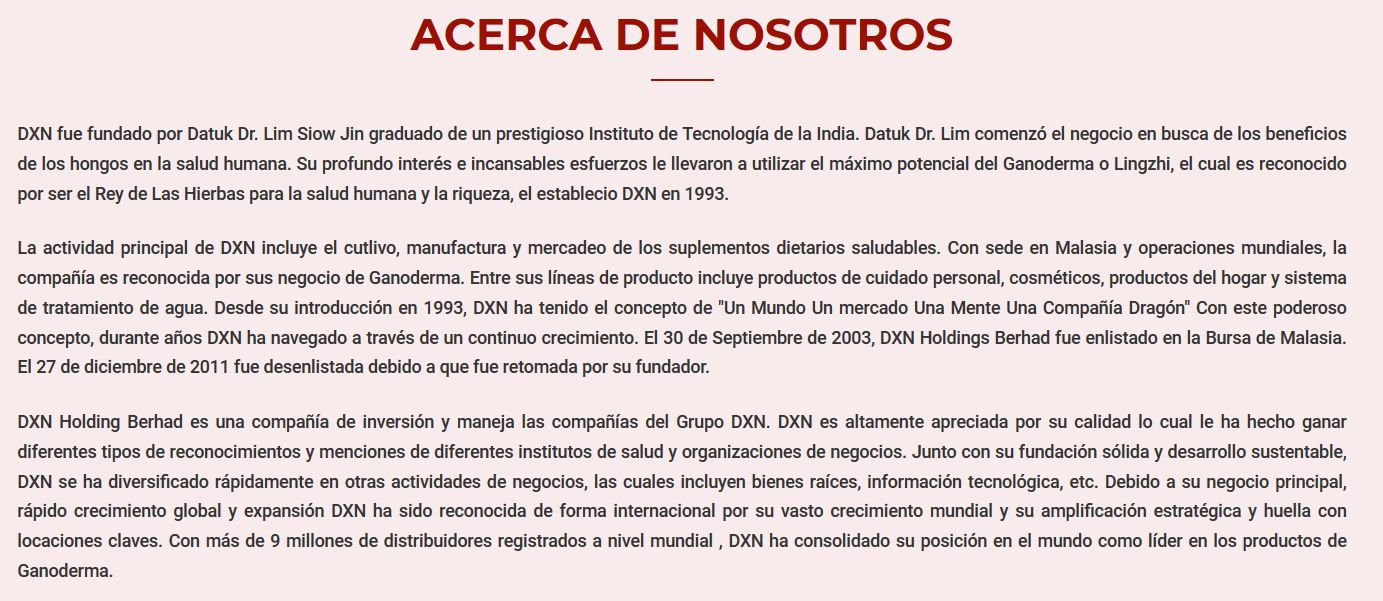 ACERCA DE NOSOTROS
DXN fue fundado por Datuk Dr. Lim Siow Jin graduado de un prestigioso Instituto de Tecnología de la India. Datuk Dr. Lim comenzó el negocio en busca de los beneficios
de los hongos en la salud humana. Su profundo interés e incansables esfuerzos le llevaron a utilizar el máximo potencial del Ganoderma o Lingzhi, el cual es reconocido
por ser el Rey de Las Hierbas para la salud humana y la riqueza, el establecio DXN en 1993.
La actividad principal de DXN incluye el cutlivo, manufactura y mercadeo de los suplementos dietarios saludables. Con sede en Malasia y operaciones mundiales, la
compañía es reconocida por sus negocio de Ganoderma. Entre sus líneas de producto incluye productos de cuidado personal, cosméticos, productos del hogar y sistema
de tratamiento de agua. Desde su introducción en 1993, DXN ha tenido el concepto de "Un Mundo Un mercado Una Mente Una Compañía Dragón" Con este poderoso
concepto, durante años DXN ha navegado a través de un continuo crecimiento. El 30 de Septiembre de 2003, DXN Holdings Berhad fue enlistado en la Bursa de Malasia.
El 27 de diciembre de 2011 fue desenlistada debido a que fue retomada por su fundador.
DXN Holding Berhad es una compañía de inversión y maneja las compañías del Grupo DXN. DXN es altamente apreciada por su calidad lo cual le ha hecho ganar
diferentes tipos de reconocimientos y menciones de diferentes institutos de salud y organizaciones de negocios. Junto con su fundación sólida y desarrollo sustentable,
DXN se ha diversificado rápidamente en otras actividades de negocios, las cuales incluyen bienes raíces, información tecnológica, etc. Debido a su negocio principal,
rápido crecimiento global y expansión DXN ha sido reconocida de forma internacional por su vasto crecimiento mundial y su amplificación estratégica y huella con
locaciones claves. Con más de 9 millones de distribuidores registrados a nivel mundial , DXN ha consolidado su posición en el mundo como líder en los productos de
Ganoderma.